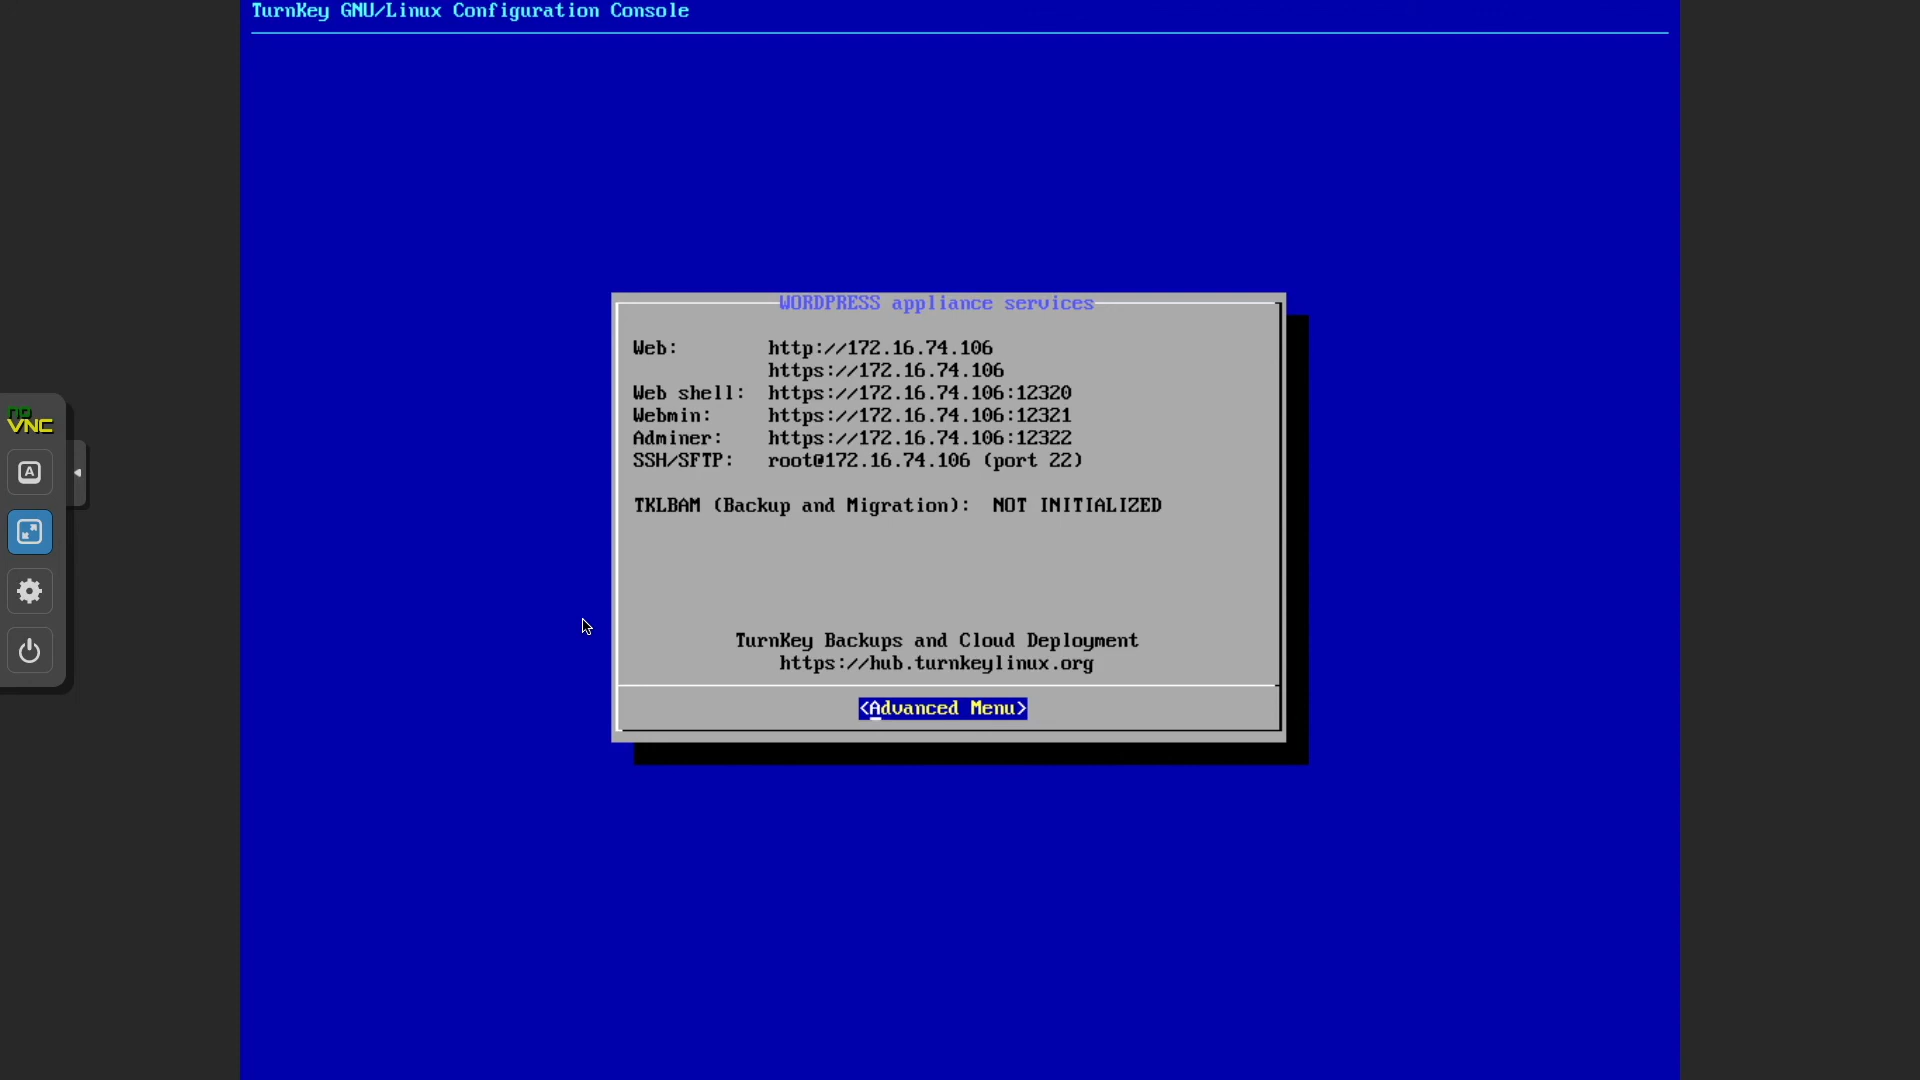 TurnKey GNU/Linux Configuration Console
WORDPRESS appliance services
Web: http://172.16.74.106
https://172.16.74.106
Web shell: https://172.16.74.106:12320
Webmin: https://172.16.74.106:12321
Adminer: https://172.16.74.106:12322
SSH/SFTP: root@172.16.74.106 (port 22)
TKLBAM (Backup and Migration): NOT INITIALIZED
TurnKey Backups and Cloud Deployment
https://hub.turnkeylinux.org
<Advanced Menu>
no
VNC
A